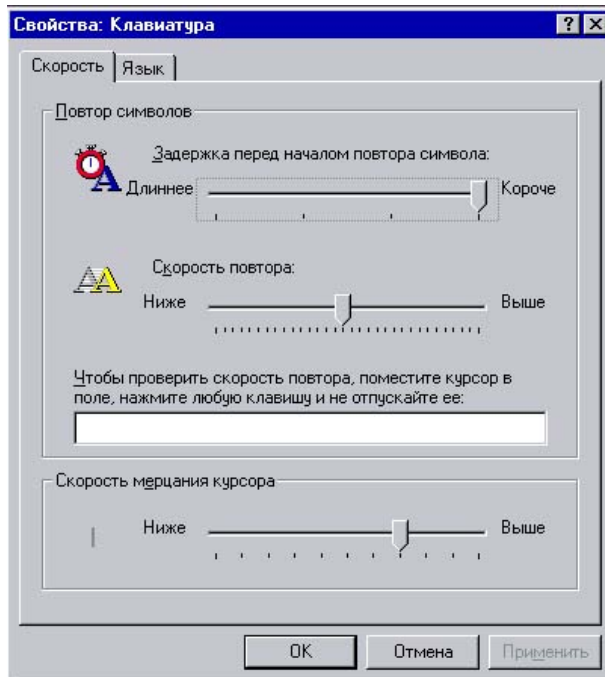 Свойства: Клавиатура
Скорость Язык
Повтор символов
Задержка перед началом повтора символа:
Длиннее Короче
Скорость повтора:
Ниже Выше
Чтобы проверить скорость повтора, поместите курсор в
поле, нажмите любую клавишу и не отпускайте ее:
Скорость мерцания курсора
Ниже Выше
OK Отмена Применить